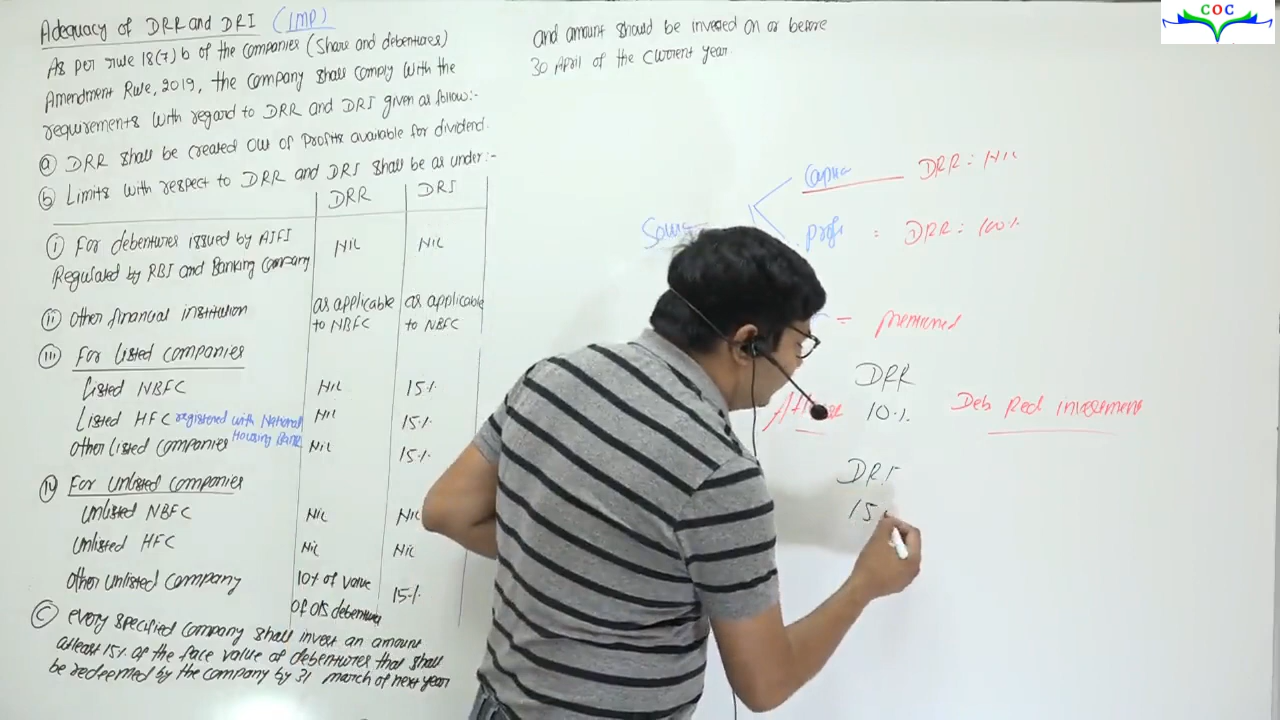 Adequacy of DRR and DRI (IMP)
As per rule 18(7) b of the companies (Share and debentures)
Amendment Rule, 2019, the company shall comply with the
requirements with regard to DRR and DRI given as follow:-
(a) DRR shall be created out of Profits available for dividend.
(b) Limits with respect to DRR and DRI shall be as under:-
DRR DRI
(i) For debentures issued by AIFI Nil Nil
Regulated by RBI and Banking Company
(ii) Other financial institution as applicable to NBFC as applicable to NBFC
(iii) For listed companies
Listed NBFC Nil 15%
Listed HFC registered with National Housing Bank Nil 15%
Other listed companies Nil 15%
(iv) For Unlisted companies
Unlisted NBFC Nil Nil
Unlisted HFC Nil Nil
Other unlisted company 10% of value of o/s debenture 15%
(c) every specified company shall invest an amount
atleast 15% of the face value of debentures that shall
be redeemed by the company by 31 march of next year
and amount should be invested on or before
30 April of the current year.
COC
Capital DRR = Nil
Profit = DRR = 100%
= mentioned
DRR
10% Deb Red investment
DRI
15